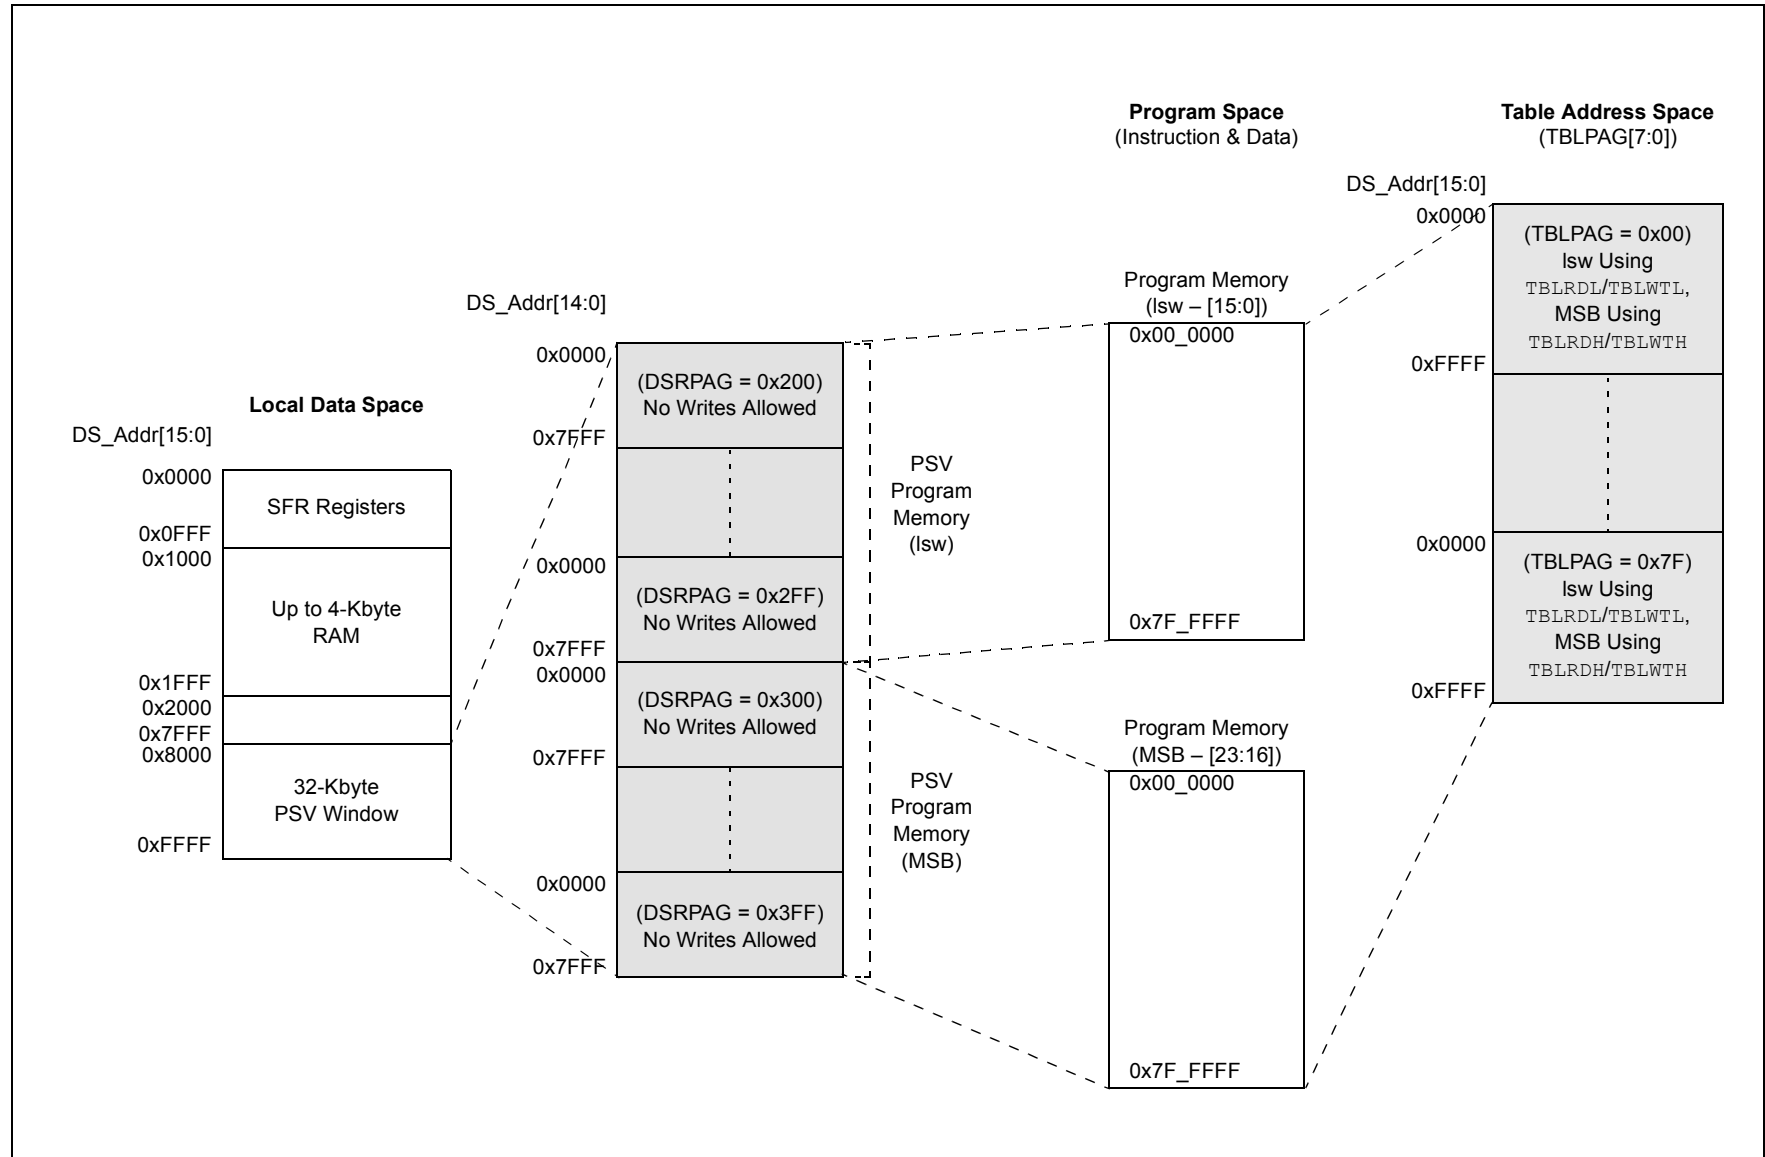 Program Space
(Instruction & Data)
Table Address Space
(TBLPAG[7:0])
Local Data Space
DS_Addr[15:0]
0x0000
SFR Registers
0x0FFF
0x1000
Up to 4-Kbyte
RAM
0x1FFF
0x2000
0x7FFF
0x8000
32-Kbyte
PSV Window
0xFFFF
DS_Addr[14:0]
0x0000
(DSRPAG = 0x200)
No Writes Allowed
0x7FFF
0x0000
(DSRPAG = 0x2FF)
No Writes Allowed
0x7FFF
0x0000
(DSRPAG = 0x300)
No Writes Allowed
0x7FFF
0x0000
(DSRPAG = 0x3FF)
No Writes Allowed
0x7FFF
PSV
Program
Memory
(lsw)
PSV
Program
Memory
(MSB)
Program Memory
(lsw – [15:0])
0x00_0000
0x7F_FFFF
Program Memory
(MSB – [23:16])
0x00_0000
0x7F_FFFF
DS_Addr[15:0]
0x0000
(TBLPAG = 0x00)
lsw Using
TBLRDL/TBLWTL,
MSB Using
TBLRDH/TBLWTH
0xFFFF
0x0000
(TBLPAG = 0x7F)
lsw Using
TBLRDL/TBLWTL,
MSB Using
TBLRDH/TBLWTH
0xFFFF